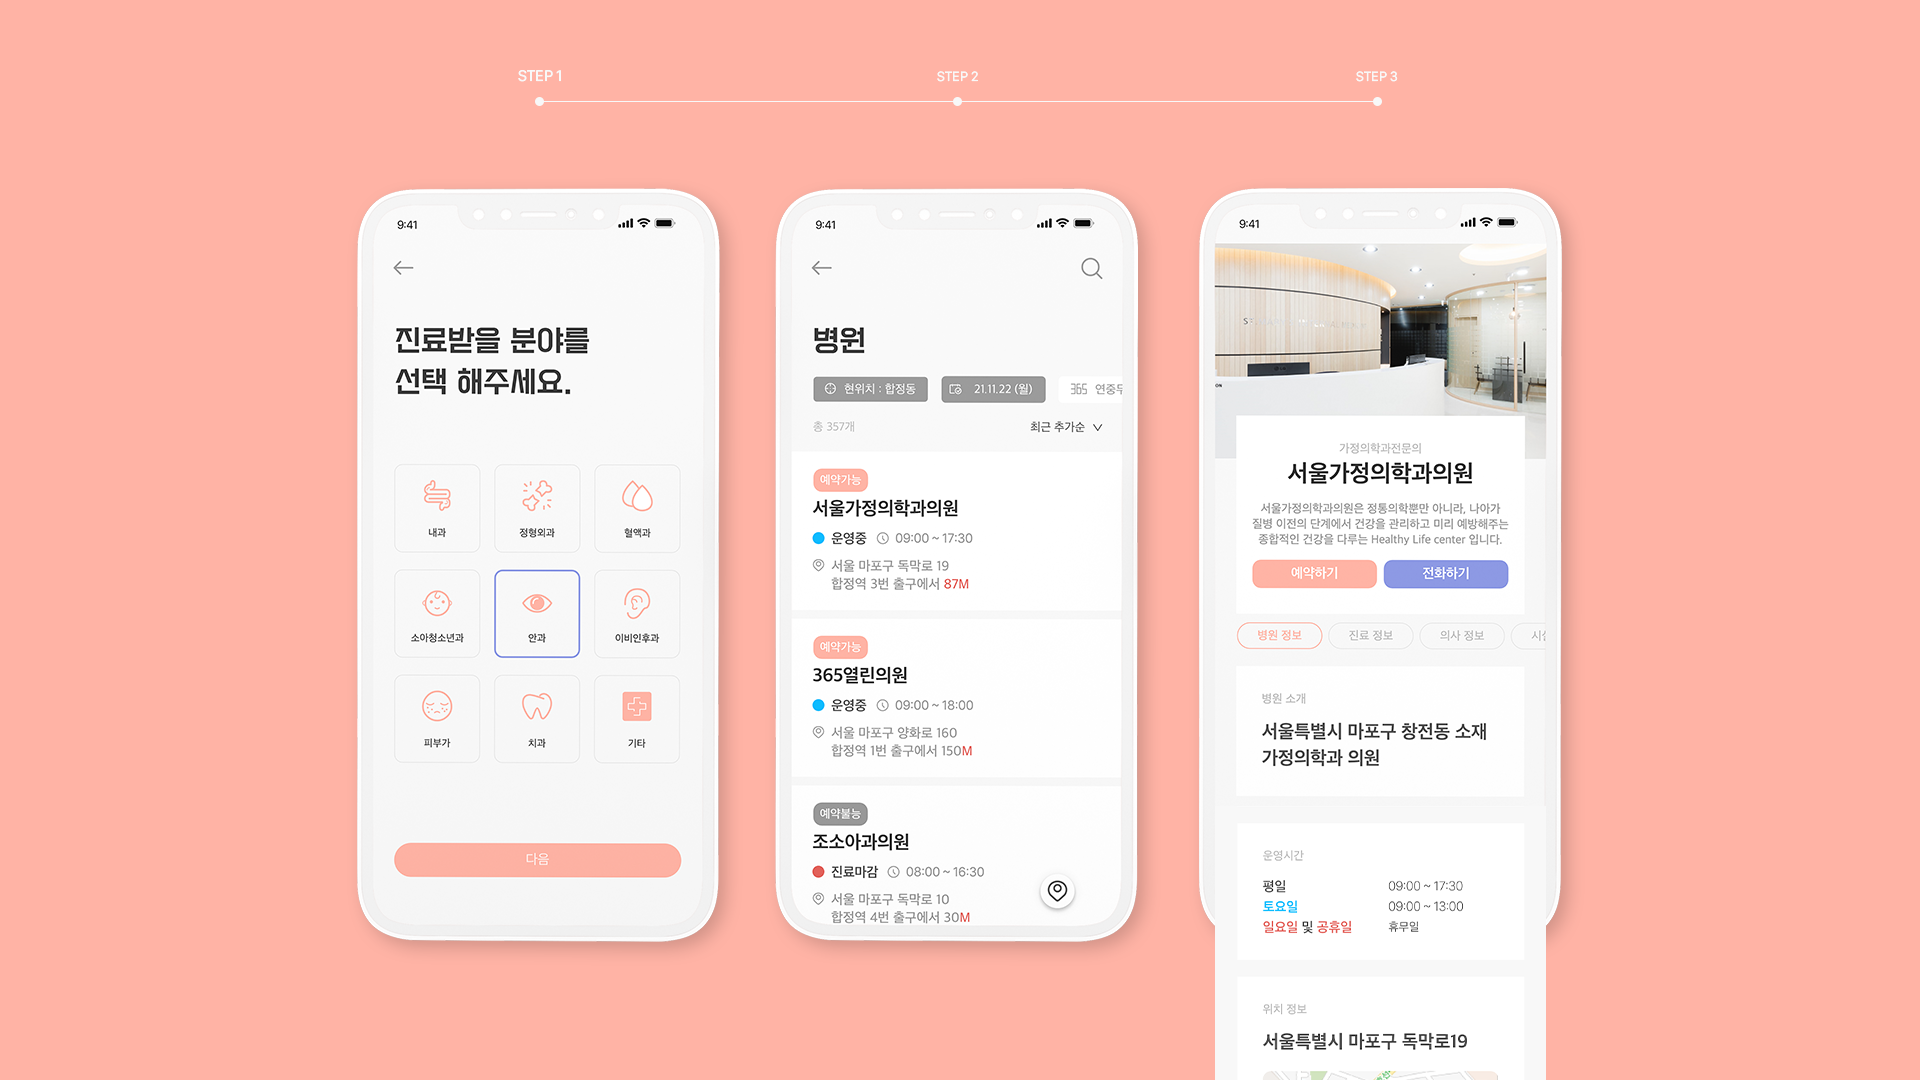 STEP 1
STEP 2
STEP 3
9:41
진료받을 분야를
선택 해주세요.
내과
정형외과
혈액과
소아청소년과
안과
이비인후과
피부가
치과
기타
다음
9:41
병원
현위치 : 합정동
21.11.22 (월)
365 연중무
총 357개
최근 추가순
예약가능
서울가정의학과의원
운영중 09:00 ~ 17:30
서울 마포구 독막로 19
합정역 3번 출구에서 87M
예약가능
365열린의원
운영중 09:00 ~ 18:00
서울 마포구 양화로 160
합정역 1번 출구에서 150M
예약불능
조소아과의원
진료마감 08:00 ~ 16:30
서울 마포구 독막로 10
합정역 4번 출구에서 30M
9:41
가정의학과전문의
서울가정의학과의원
서울가정의학과의원은 정통의학뿐만 아니라, 나아가
질병 이전의 단계에서 건강을 관리하고 미리 예방해주는
종합적인 건강을 다루는 Healthy Life center 입니다.
예약하기
전화하기
병원 정보
진료 정보
의사 정보
병원 소개
서울특별시 마포구 창전동 소재
가정의학과 의원
운영시간
평일 09:00 ~ 17:30
토요일 09:00 ~ 13:00
일요일 및 공휴일 휴무일
위치 정보
서울특별시 마포구 독막로19